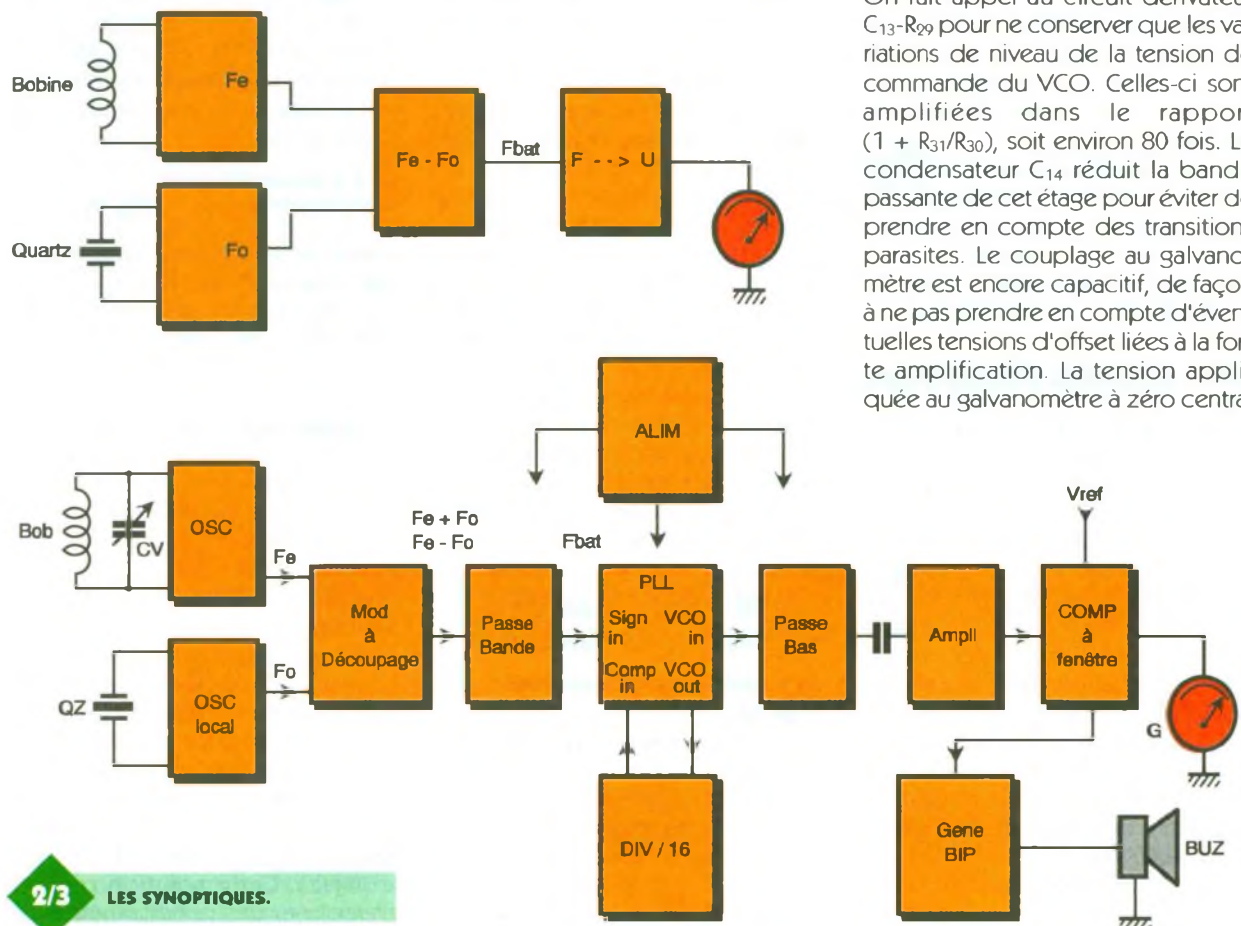 Bobine
Fe
Quartz
Fo
Fe - Fo
Fbat
F --> U
C₁₃-R₂₉ pour ne conserver que les va
riations de niveau de la tension d
commande du VCO. Celles-ci son
amplifiées dans le rappor
(1 + R₃₁/R₃₀), soit environ 80 fois. L
condensateur C₁₄ réduit la band
passante de cet étage pour éviter d
prendre en compte des transition
parasites. Le couplage au galvano
mètre est encore capacitif, de faço
à ne pas prendre en compte d'éven
tuelles tensions d'offset liées à la for
te amplification. La tension appli
quée au galvanomètre à zéro centra
ALIM
Bob
CV
OSC
Fe
QZ
OSC
local
Fo
Mod
à
Découpage
Fe + Fo
Fe - Fo
Passe
Bande
Fbat
PLL
Sign VCO
in in
Comp VCO
in out
DIV / 16
Passe
Bas
Ampli
Vref
COMP
à
fenêtre
G
Gene
BIP
BUZ
2/3 LES SYNOPTIQUES.